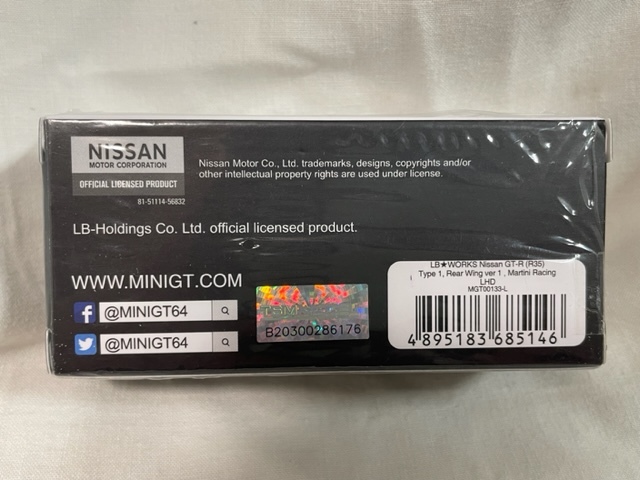 NISSAN
MOTOR CORPORATION
OFFICIAL LICENSED PRODUCT
81-51114-56832
Nissan Motor Co., Ltd. trademarks, designs, copyrights and/or
other intellectual property rights are used under license.
LB-Holdings Co. Ltd. official licensed product.
WWW.MINIGT.COM
@MINIGT64
@MINIGT64
B20300286176
LB★WORKS Nissan GT-R (R35)
Type 1, Rear Wing ver 1 , Martini Racing
LHD
MGT00133-L
4 895183 685146